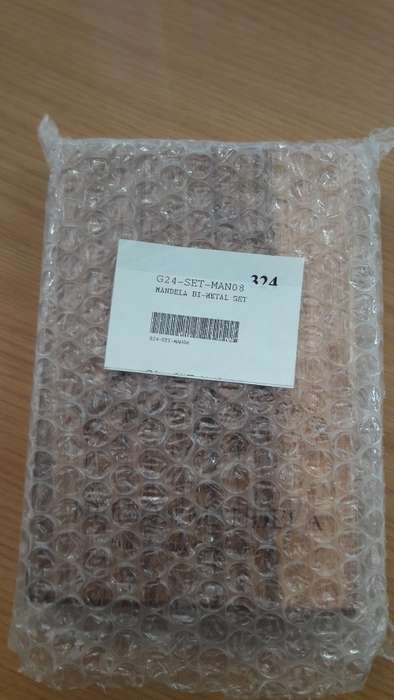 G24-SET-MAN08 324
MANDELA BI-METAL SET
G24-SET-MAN08